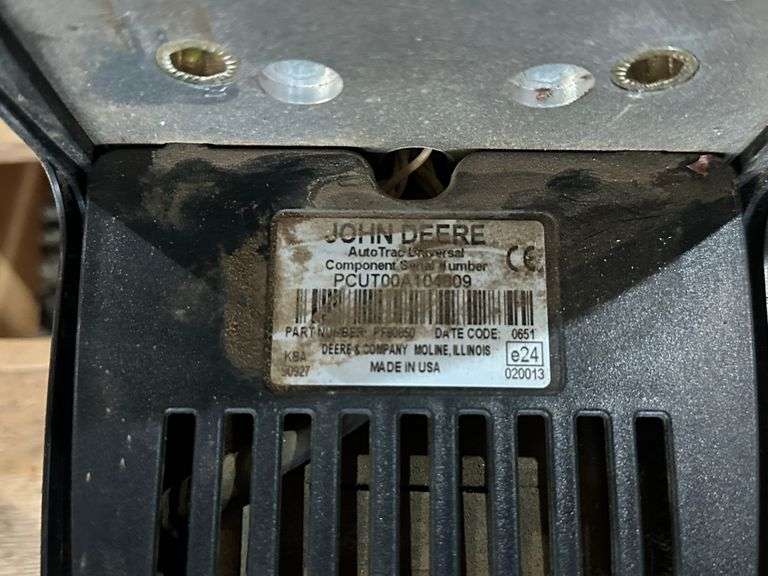 JOHN DEERE
AutoTrac Universal
Component Serial Number
CE
PART NUMBER: PF80850 DATE CODE: 0651
DEERE & COMPANY MOLINE, ILLINOIS
MADE IN USA
KBA
90927
e24
020013